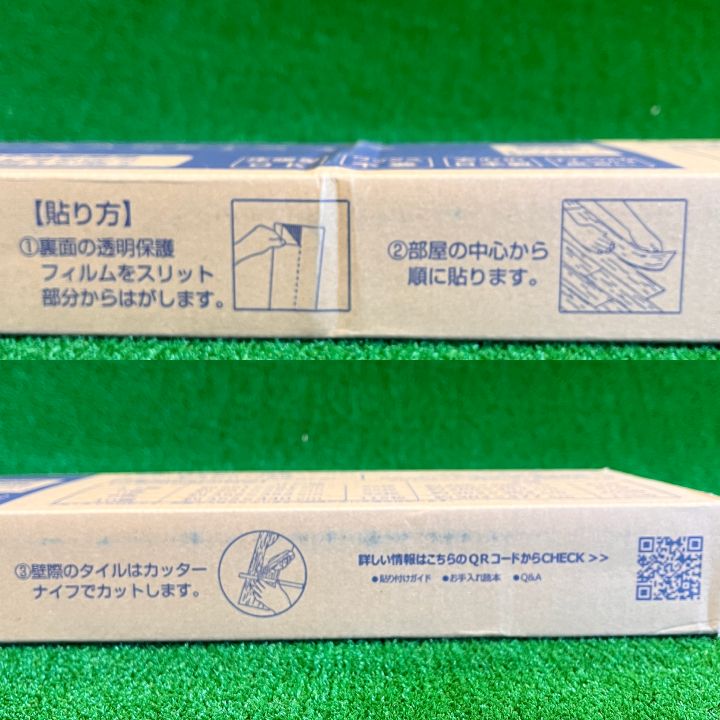 【貼り方】
①裏面の透明保護
フィルムをスリット
部分からはがします。
②部屋の中心から
順に貼ります。
③壁際のタイルはカッター
ナイフでカットします。
詳しい情報はこちらのQRコードからCHECK >>
●貼り付けガイド ●お手入れ読本 ●Q&A